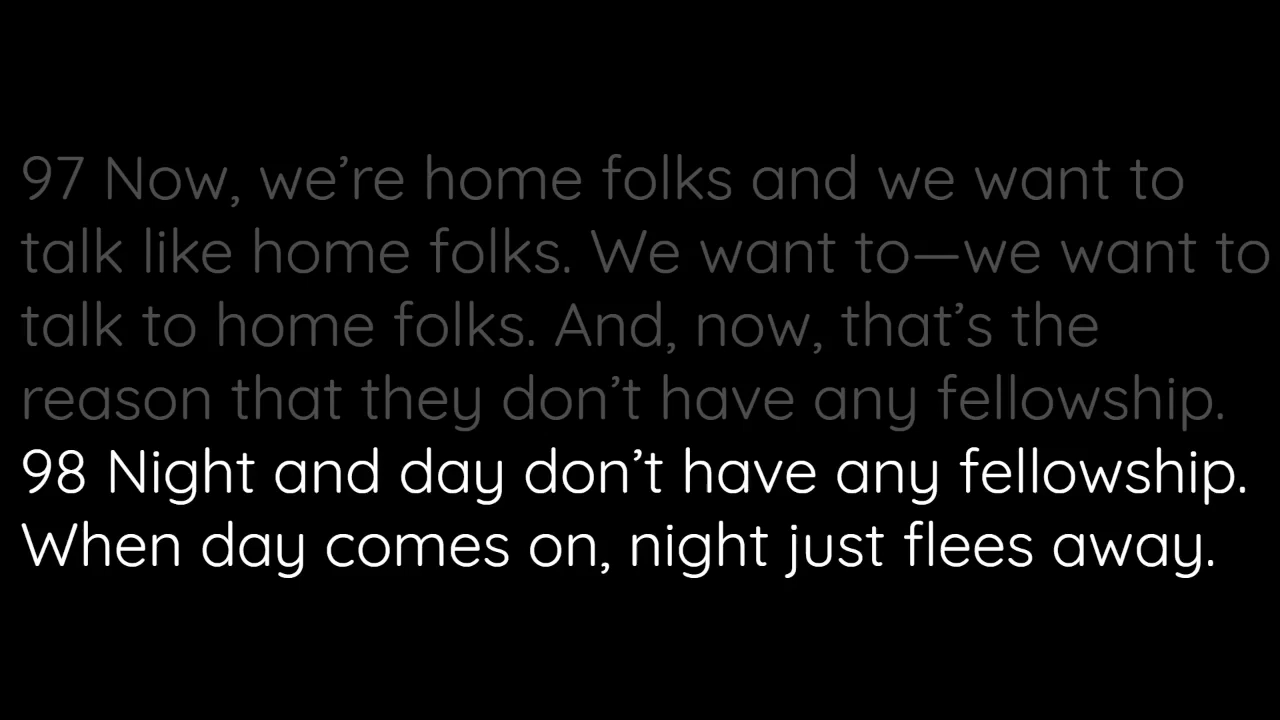 97 Now, we’re home folks and we want to
talk like home folks. We want to—we want to
talk to home folks. And, now, that’s the
reason that they don’t have any fellowship.
98 Night and day don’t have any fellowship.
When day comes on, night just flees away.